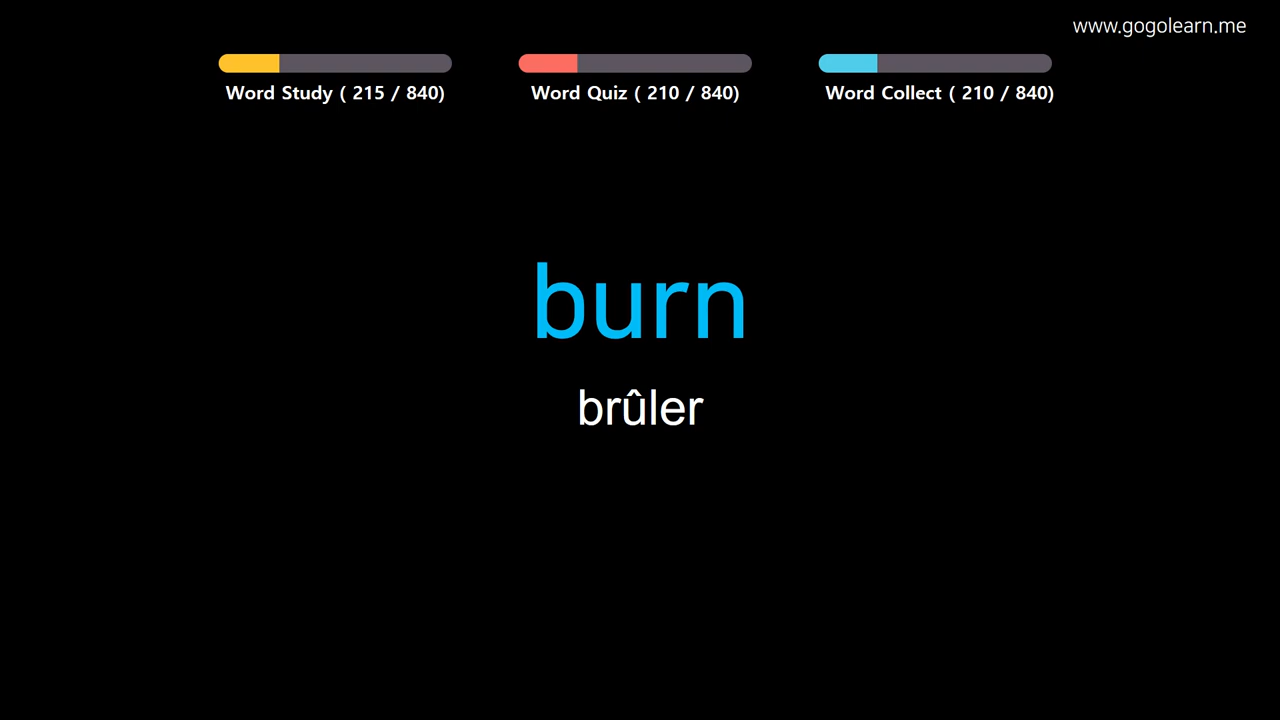 www.gogolearn.me
Word Study ( 215 / 840)
Word Quiz ( 210 / 840)
Word Collect ( 210 / 840)
burn
brûler